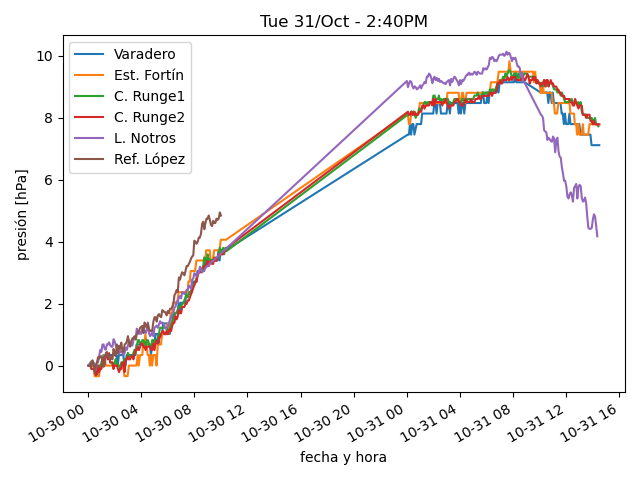 Tue 31/Oct - 2:40PM
Varadero
Est. Fortín
C. Runge1
C. Runge2
L. Notros
Ref. López
presión [hPa]
10
8
6
4
2
0
10-30 00
10-30 04
10-30 08
10-30 12
10-30 16
10-30 20
10-31 00
10-31 04
10-31 08
10-31 12
10-31 16
fecha y hora